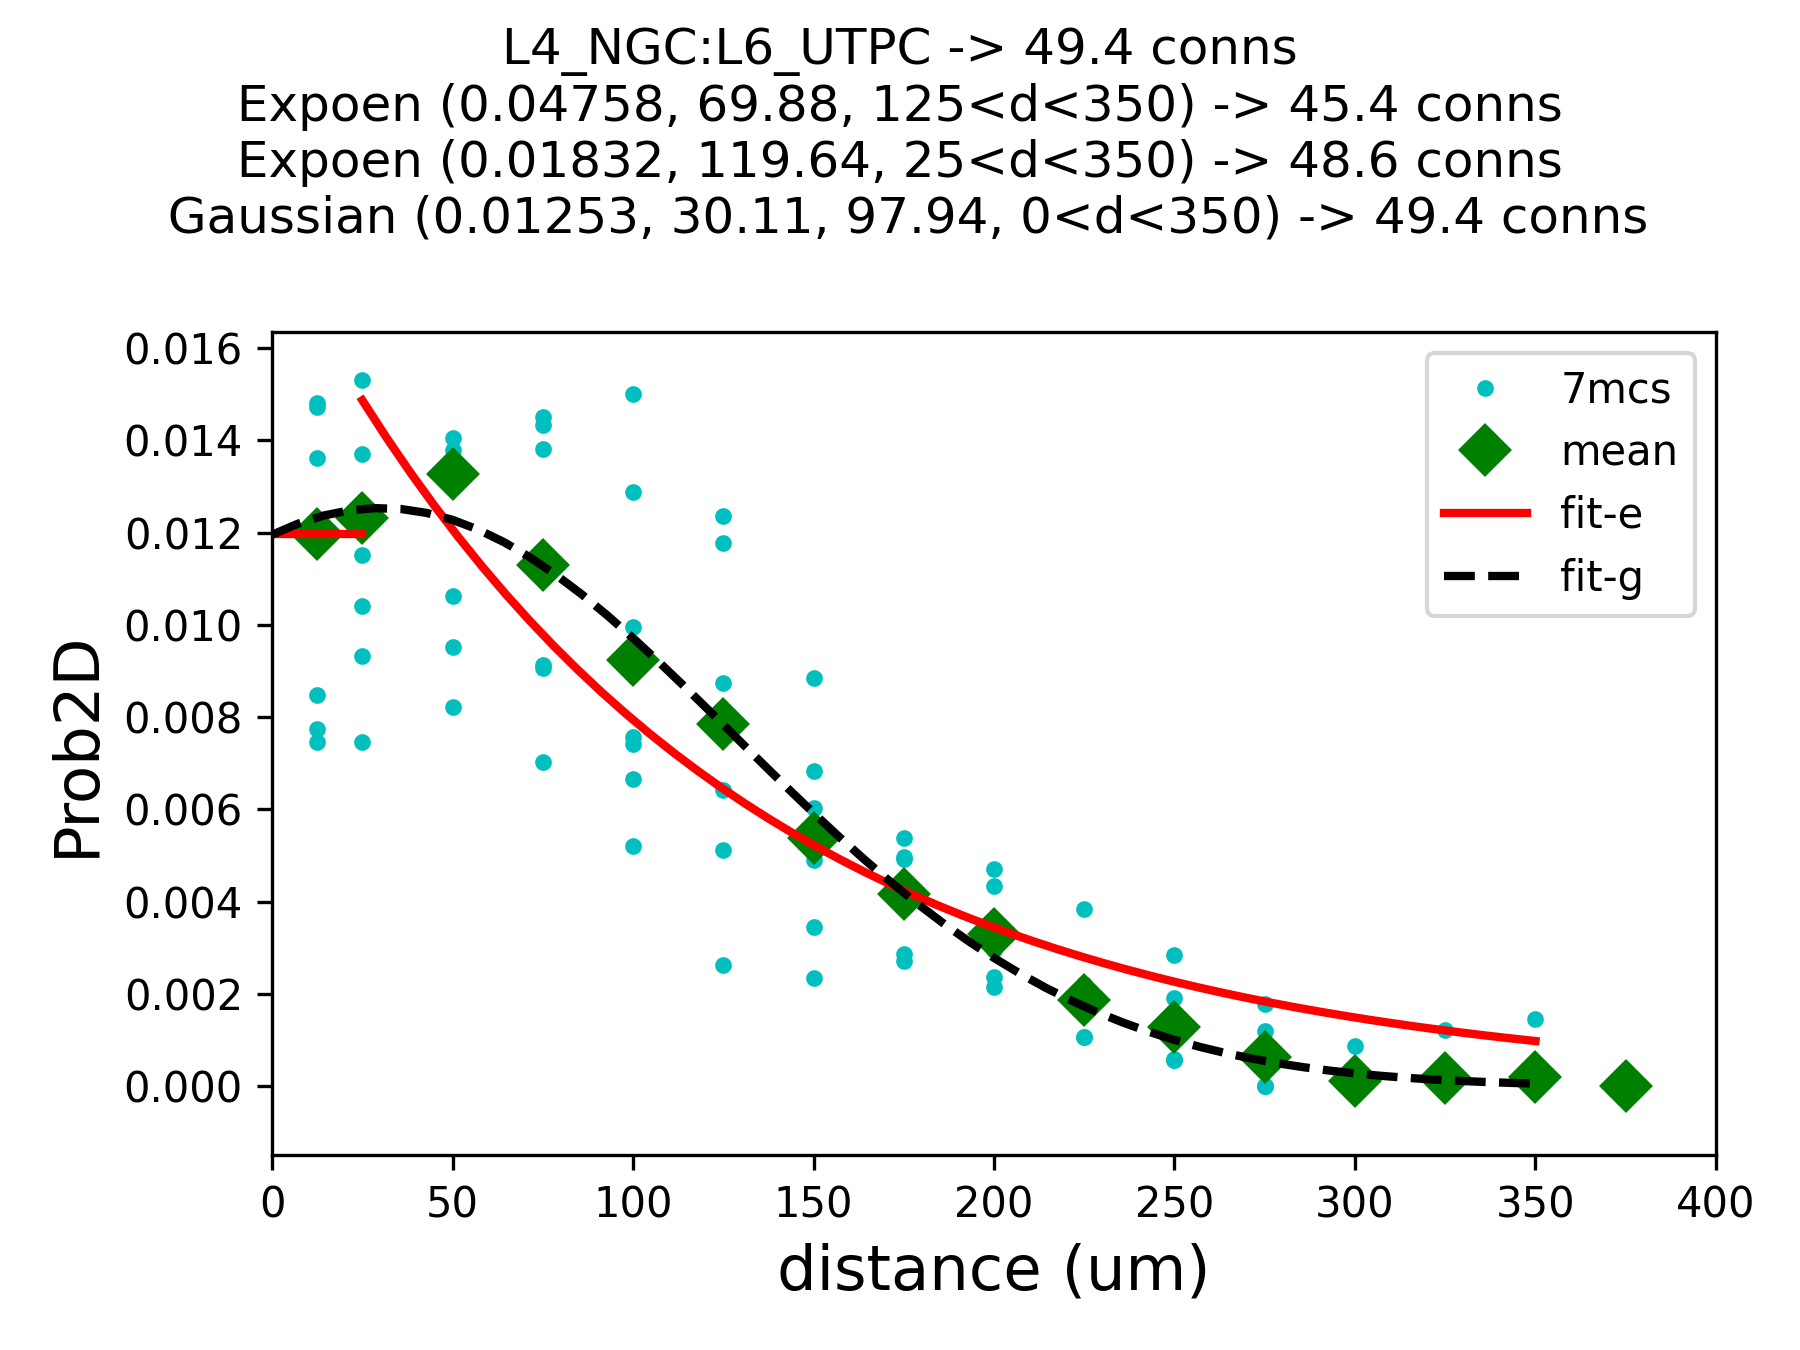 L4_NGC:L6_UTPC -> 49.4 conns
Expoen (0.04758, 69.88, 125<d<350) -> 45.4 conns
Expoen (0.01832, 119.64, 25<d<350) -> 48.6 conns
Gaussian (0.01253, 30.11, 97.94, 0<d<350) -> 49.4 conns
0.016
0.014
0.012
0.010
0.008
0.006
0.004
0.002
0.000
Prob2D
7mcs
mean
fit-e
fit-g
0 50 100 150 200 250 300 350 400
distance (um)